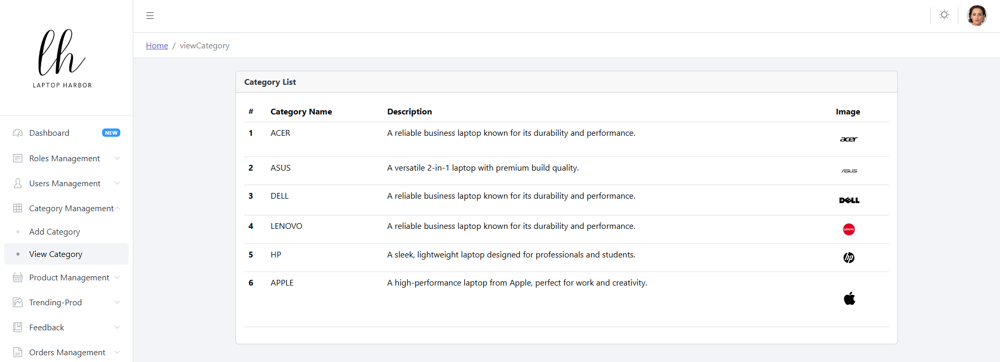 lh
LAPTOP HARBOR
Dashboard NEW
Roles Management
Users Management
Category Management
Add Category
View Category
Product Management
Trending-Prod
Feedback
Orders Management
Home / viewCategory
Category List
# Category Name Description Image
1 ACER A reliable business laptop known for its durability and performance. acer
2 ASUS A versatile 2-in-1 laptop with premium build quality. ASUS
3 DELL A reliable business laptop known for its durability and performance. DELL
4 LENOVO A reliable business laptop known for its durability and performance. Lenovo
5 HP A sleek, lightweight laptop designed for professionals and students. hp
6 APPLE A high-performance laptop from Apple, perfect for work and creativity.